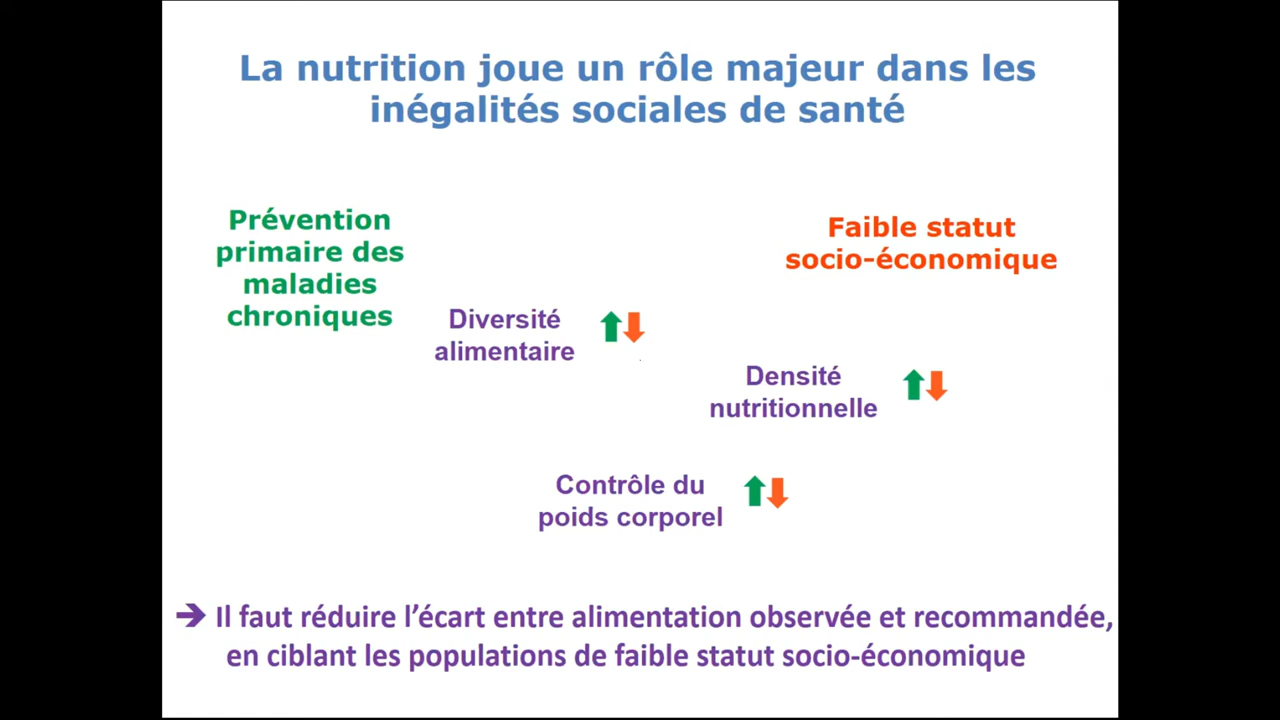 La nutrition joue un rôle majeur dans les
inégalités sociales de santé
Prévention
primaire des
maladies
chroniques
Faible statut
socio-économique
Diversité
alimentaire
Densité
nutritionnelle
Contrôle du
poids corporel
➔ Il faut réduire l’écart entre alimentation observée et recommandée,
en ciblant les populations de faible statut socio-économique